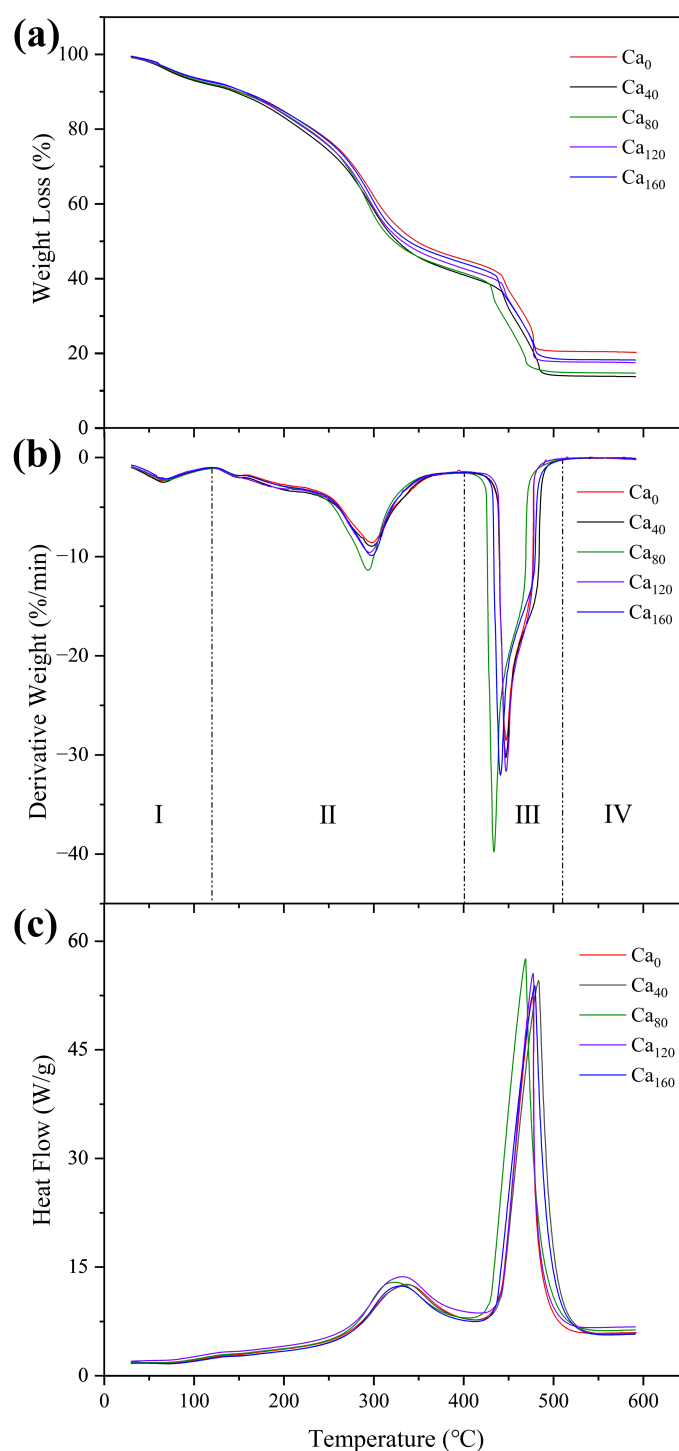 (a)
100
80
60
40
20
0
Weight Loss (%)
Ca₀
Ca₄₀
Ca₈₀
Ca₁₂₀
Ca₁₆₀
(b)
0
−10
−20
−30
−40
Derivative Weight (%/min)
Ca₀
Ca₄₀
Ca₈₀
Ca₁₂₀
Ca₁₆₀
I
II
III
IV
(c)
60
45
30
15
0
Heat Flow (W/g)
Ca₀
Ca₄₀
Ca₈₀
Ca₁₂₀
Ca₁₆₀
0
100
200
300
400
500
600
Temperature (℃)